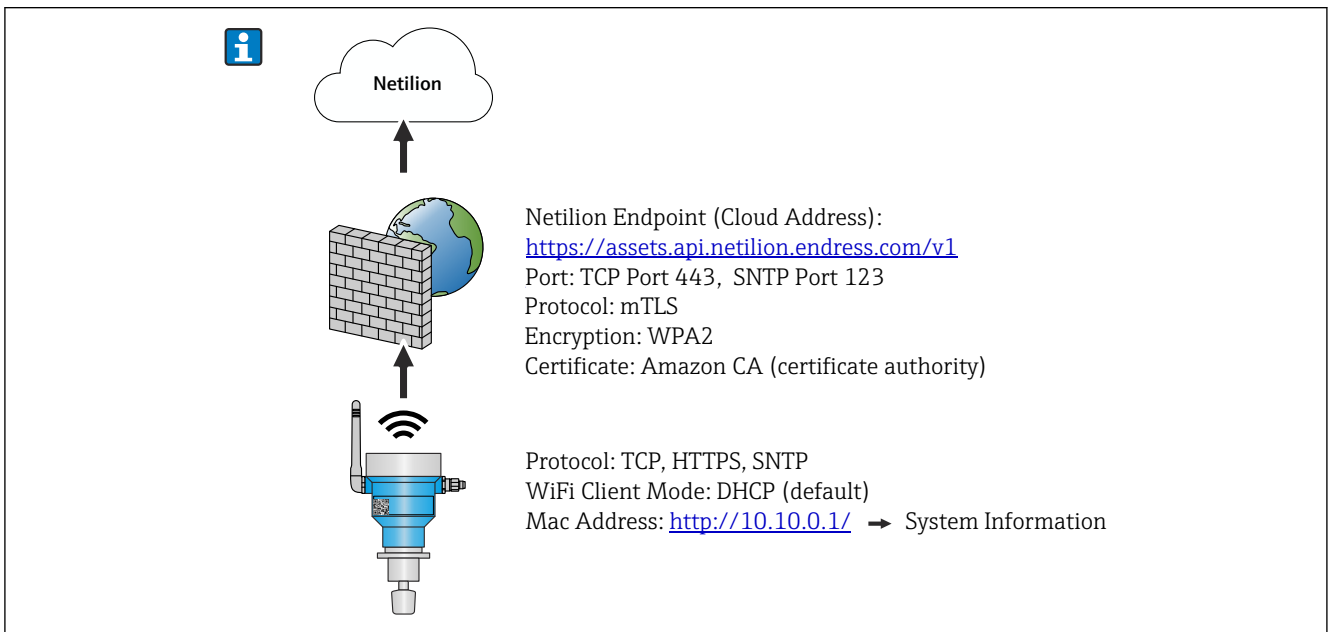 Netilion
Netilion Endpoint (Cloud Address):
https://assets.api.netilion.endress.com/v1
Port: TCP Port 443, SNTP Port 123
Protocol: mTLS
Encryption: WPA2
Certificate: Amazon CA (certificate authority)
Protocol: TCP, HTTPS, SNTP
WiFi Client Mode: DHCP (default)
Mac Address: http://10.10.0.1/ → System Information